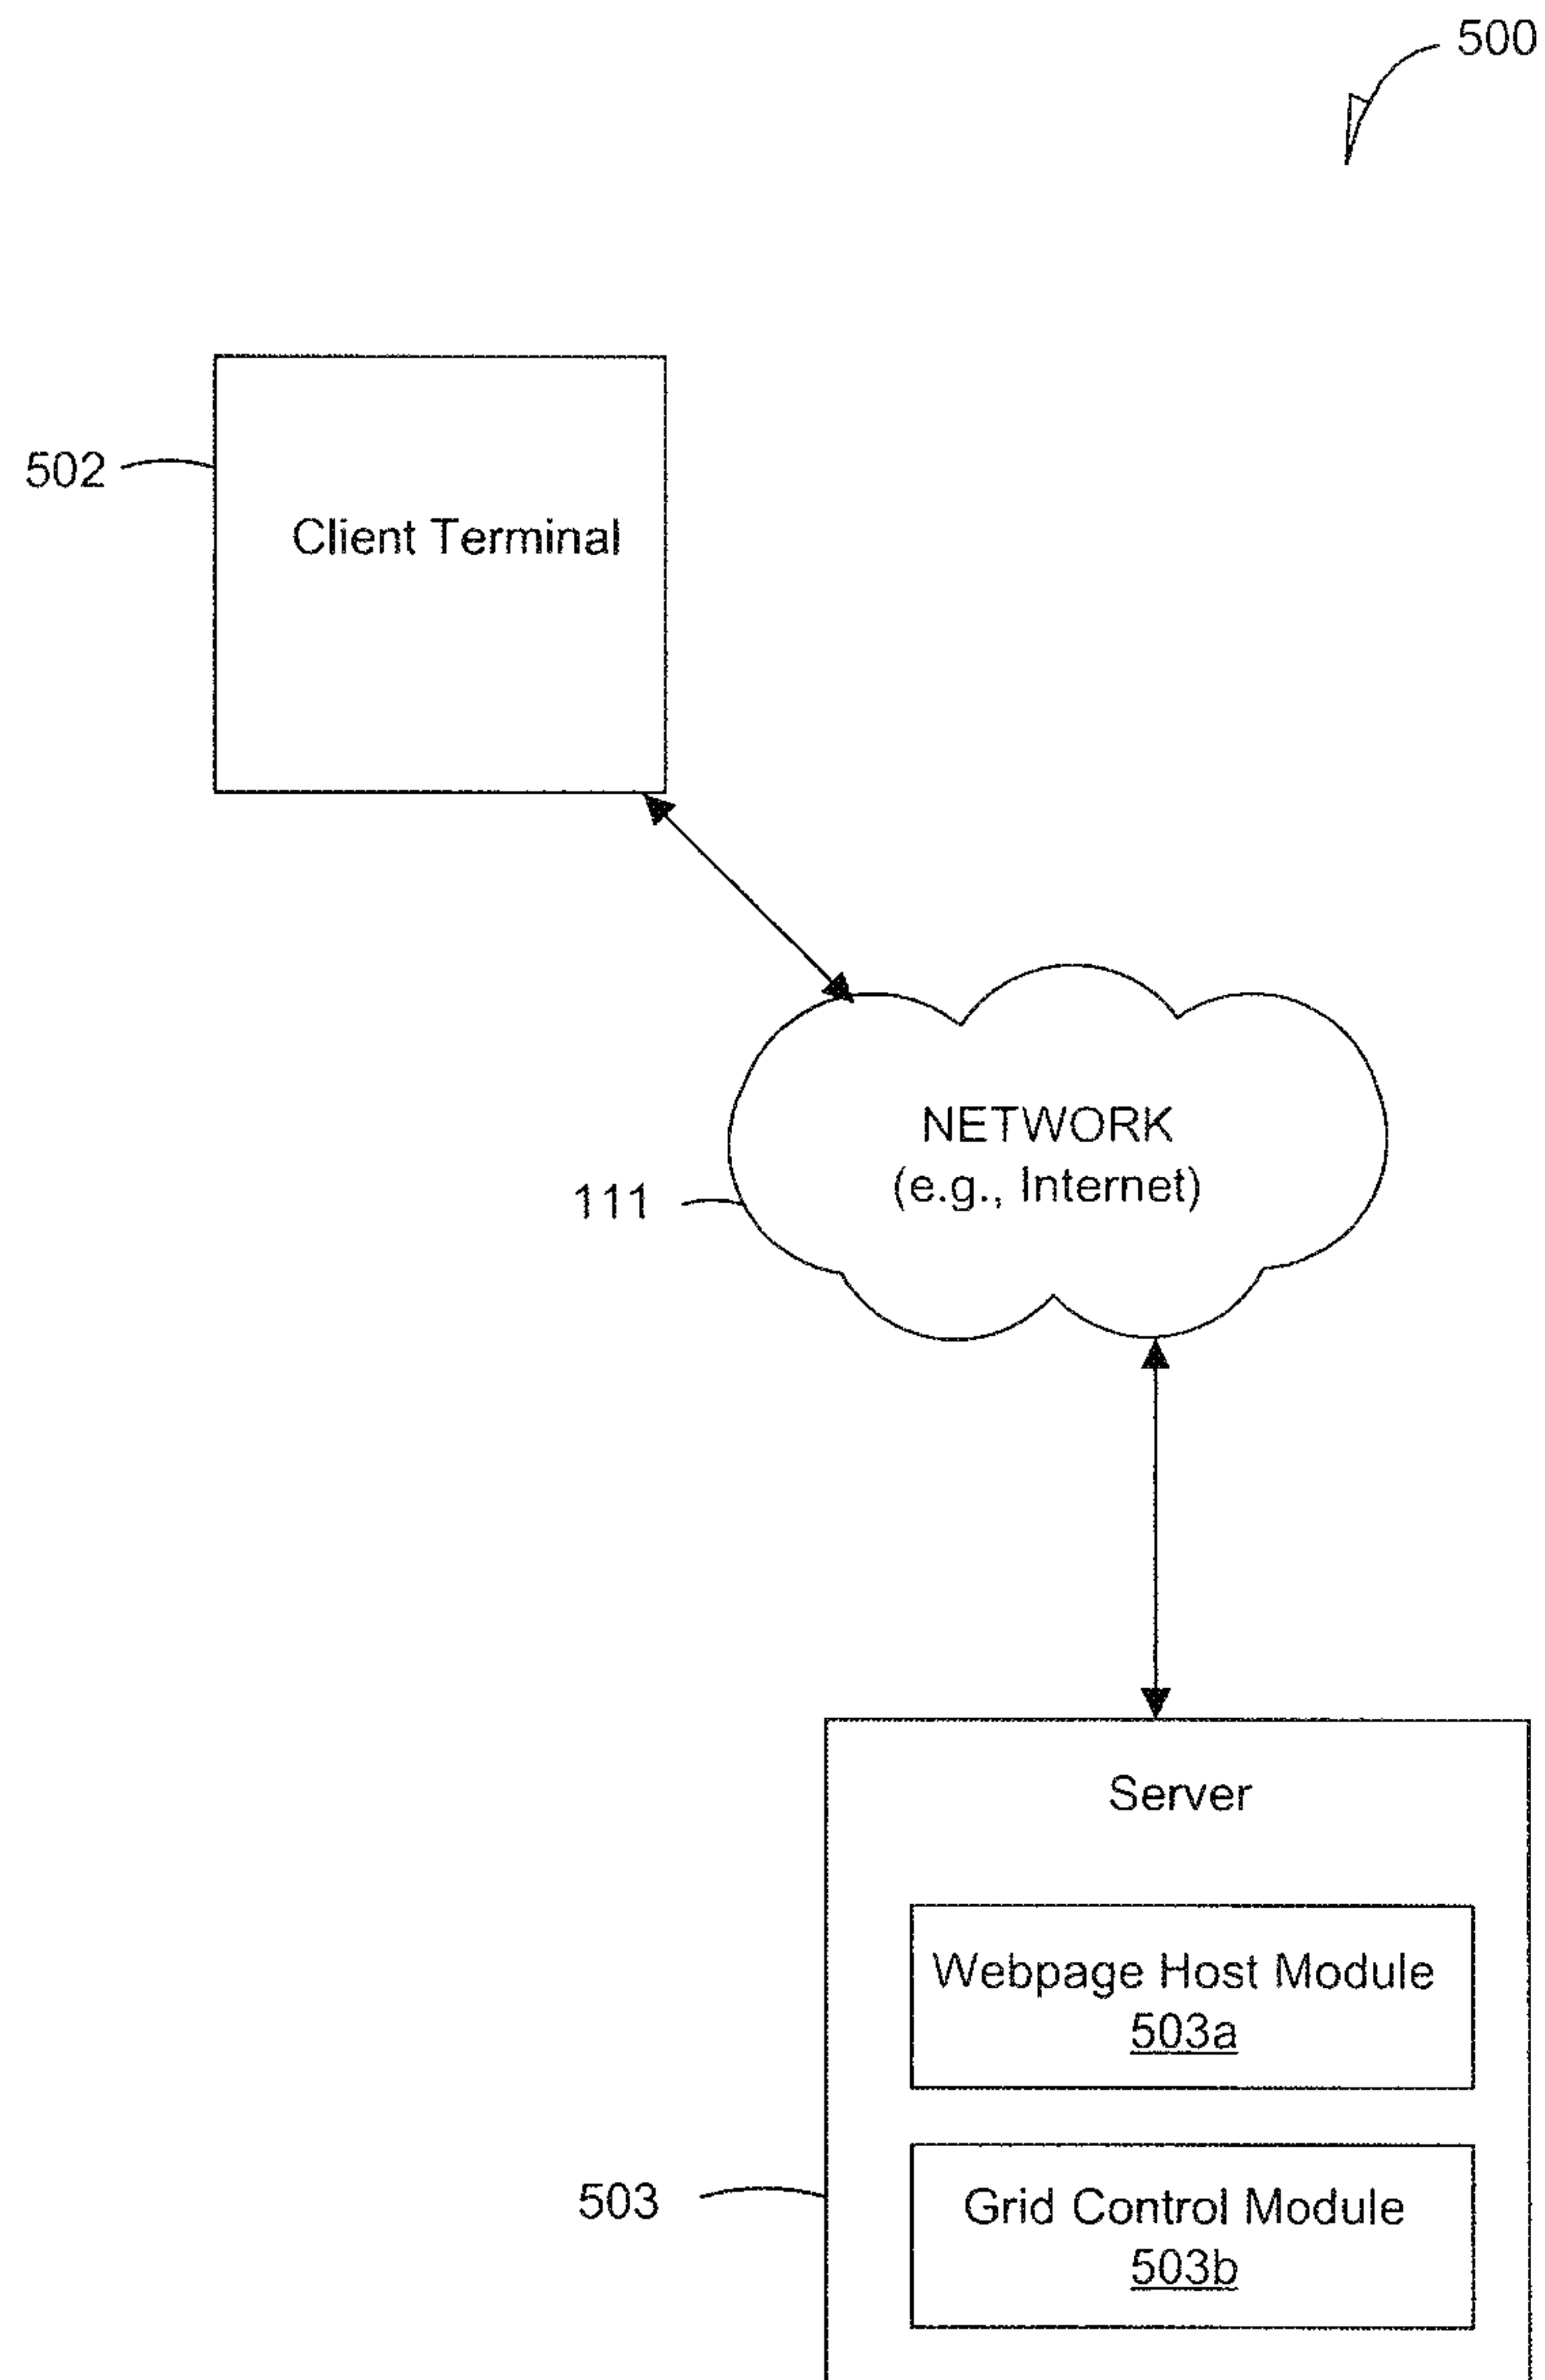 500
502
Client Terminal
NETWORK
(e.g., Internet)
111
Server
Webpage Host Module
503a
503
Grid Control Module
503b